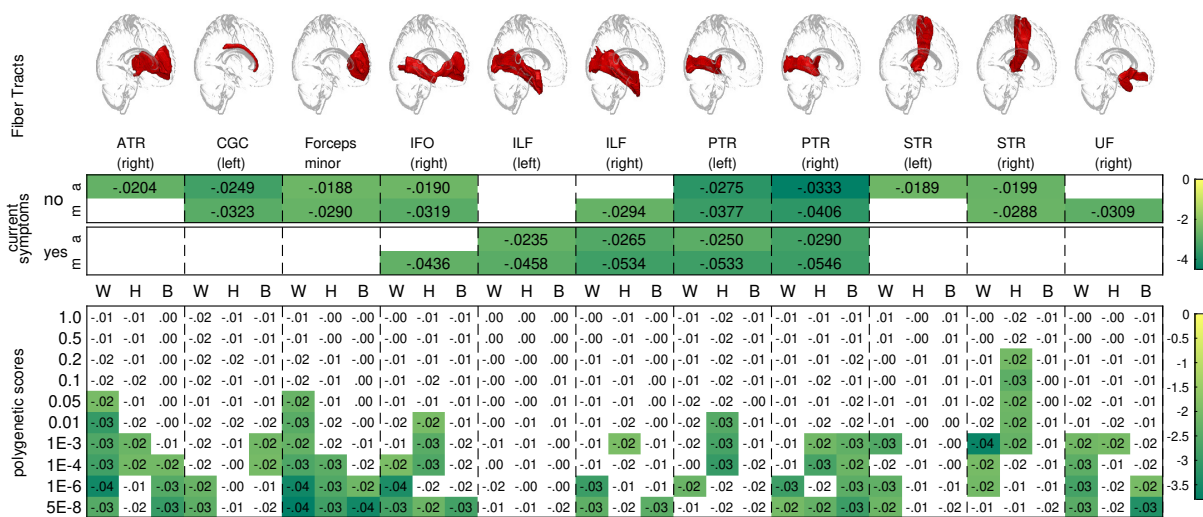 Fiber Tracts
ATR (right) CGC (left) Forceps minor IFO (right) ILF (left) ILF (right) PTR (left) PTR (right) STR (left) STR (right) UF (right)
current symptoms
no a -.0204 -.0249 -.0188 -.0190 -.0275 -.0333 -.0189 -.0199
m -.0323 -.0290 -.0319 -.0294 -.0377 -.0406 -.0288 -.0309
yes a -.0235 -.0265 -.0250 -.0290
m -.0436 -.0458 -.0534 -.0533 -.0546
0
-2
-4
W H B W H B W H B W H B W H B W H B W H B W H B W H B W H B W H B
polygenetic scores
1.0 -.01 -.01 .00 -.02 -.01 -.01 -.01 -.01 .00 -.01 -.02 -.01 .00 .00 .00 -.01 -.00 -.00 -.01 -.02 -.01 -.01 -.02 -.01 -.01 -.01 -.01 -.00 -.02 -.01 -.00 -.00 -.01
0.5 -.01 -.01 .00 -.02 -.01 -.01 -.01 -.01 .00 -.01 -.01 -.01 -.00 -.00 -.00 -.01 -.01 -.00 -.01 -.01 -.01 -.01 -.01 -.01 -.01 -.01 -.00 -.01 -.02 -.01 -.00 -.00 -.01
0.2 -.01 -.01 .00 -.02 -.02 -.01 -.01 -.02 .00 -.01 -.01 -.01 -.00 -.00 -.00 -.01 -.01 -.00 -.01 -.02 -.01 -.01 -.02 -.01 -.01 -.01 -.00 -.01 -.02 -.01 -.01 -.01 -.01
0.1 -.02 -.02 .00 -.02 -.01 -.01 -.02 -.02 .00 -.01 -.02 -.01 -.01 -.01 -.00 -.01 -.01 -.00 -.01 -.02 -.01 -.01 -.02 -.01 -.01 -.01 -.00 -.01 -.03 -.01 -.01 -.01 -.00
0.05 -.02 -.01 .00 -.02 -.01 -.01 -.02 -.01 .00 -.01 -.01 -.01 -.01 -.01 -.00 -.01 -.01 -.00 -.01 -.02 -.01 -.01 -.02 -.02 -.01 -.01 -.00 -.01 -.02 -.01 -.01 -.01 -.01
0.01 -.03 -.02 -.00 -.02 -.01 -.02 -.03 -.02 -.00 -.02 -.02 -.01 -.01 -.01 -.00 -.01 -.01 -.01 -.01 -.03 -.02 -.01 -.02 -.02 -.02 -.01 -.01 -.02 -.02 -.01 -.02 -.01 -.02
1E-3 -.03 -.02 -.01 -.02 -.00 -.02 -.02 -.02 -.01 -.01 -.03 -.01 -.01 -.01 -.00 -.01 -.02 -.01 -.01 -.03 -.02 -.01 -.02 -.03 -.03 -.01 -.01 -.04 -.02 -.01 -.02 -.02 -.02
1E-4 -.03 -.02 -.02 -.02 -.00 -.02 -.03 -.03 -.02 -.02 -.03 -.02 -.00 -.01 -.00 -.01 -.02 -.01 -.01 -.03 -.02 -.01 -.03 -.02 -.02 -.01 -.01 -.02 -.02 -.01 -.03 -.01 -.02
1E-6 -.04 -.01 -.03 -.02 -.00 -.01 -.04 -.03 -.02 -.04 -.02 -.02 -.01 -.00 -.01 -.03 -.01 -.02 -.02 -.01 -.02 -.03 -.02 -.03 -.02 -.01 -.01 -.02 -.02 -.01 -.03 -.01 -.02
5E-8 -.03 -.02 -.03 -.03 -.01 -.02 -.04 -.03 -.04 -.03 -.02 -.03 -.01 -.01 -.02 -.03 -.02 -.03 -.02 -.01 -.02 -.02 -.02 -.03 -.02 -.01 -.02 -.02 -.01 -.02 -.03 -.02 -.03
0
-0.5
-1
-1.5
-2
-2.5
-3
-3.5